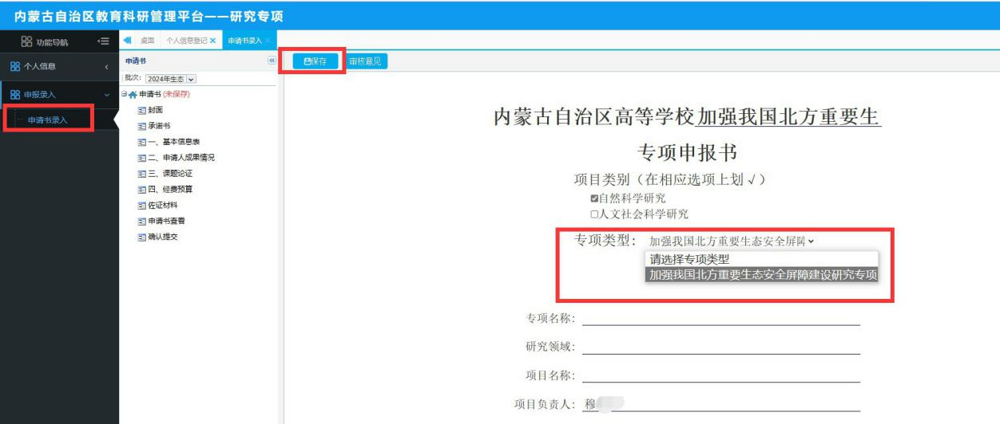 内蒙古自治区教育科研管理平台——研究专项
功能导航
桌面 个人信息登记 申请书录入
个人信息
申报录入
申请书录入
申请书
批次: 2024年生态
申请书 (未保存)
封面
承诺书
一、基本信息表
二、申请人成果情况
三、课题论证
四、经费预算
佐证材料
申请书查看
确认提交
保存 审核意见
内蒙古自治区高等学校加强我国北方重要生
专项申报书
项目类别（在相应选项上划 √ ）
自然科学研究
人文社会科学研究
专项类型： 加强我国北方重要生态安全屏障
请选择专项类型
加强我国北方重要生态安全屏障建设研究专项
专项名称：
研究领域：
项目名称：
项目负责人： 穆